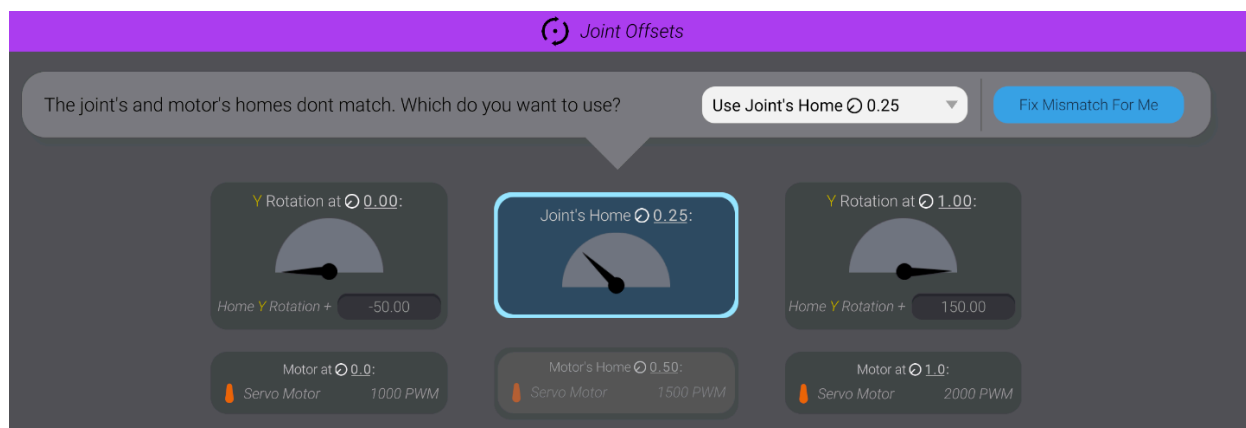 Joint Offsets
The joint's and motor's homes dont match. Which do you want to use?
Use Joint's Home 0.25
Fix Mismatch For Me
Y Rotation at 0.00:
Home Y Rotation + -50.00
Joint's Home 0.25:
Y Rotation at 1.00:
Home Y Rotation + 150.00
Motor at 0.0:
Servo Motor 1000 PWM
Motor's Home 0.50:
Servo Motor 1500 PWM
Motor at 1.0:
Servo Motor 2000 PWM